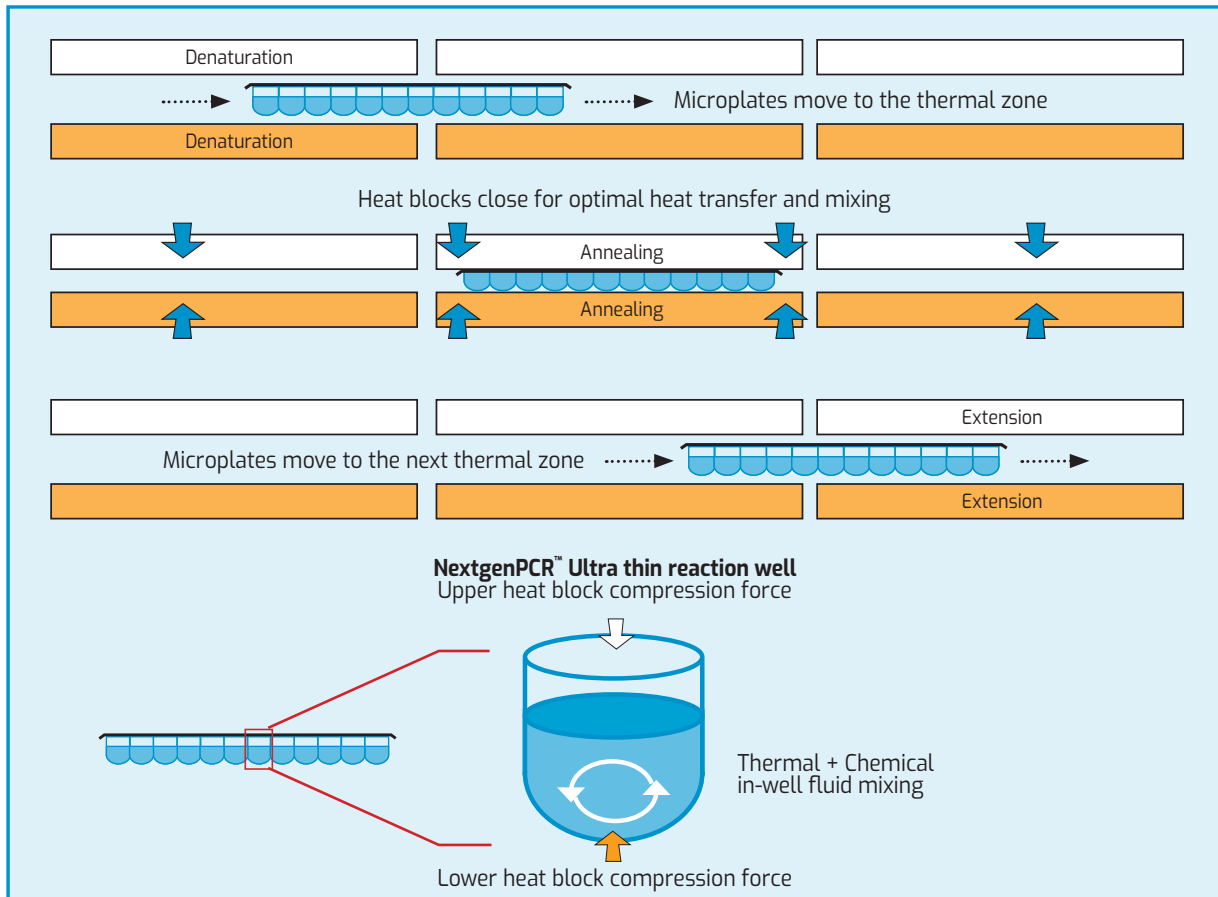 Denaturation
Microplates move to the thermal zone
Denaturation
Heat blocks close for optimal heat transfer and mixing
Annealing
Annealing
Extension
Microplates move to the next thermal zone
Extension
NextgenPCR™ Ultra thin reaction well
Upper heat block compression force
Thermal + Chemical
in-well fluid mixing
Lower heat block compression force